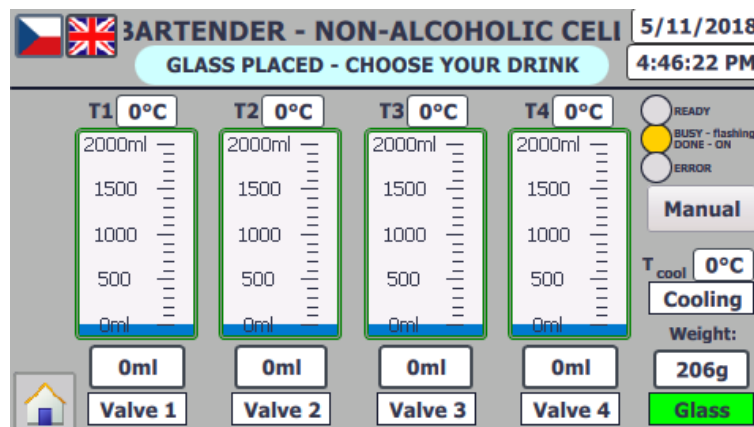 BARTENDER - NON-ALCOHOLIC CELL
5/11/2018
GLASS PLACED - CHOOSE YOUR DRINK
4:46:22 PM
T1 0°C T2 0°C T3 0°C T4 0°C
READY
BUSY - flashing
DONE - ON
ERROR
2000ml 2000ml 2000ml 2000ml
1500 1500 1500 1500
Manual
1000 1000 1000 1000
T cool 0°C
500 500 500 500
Cooling
0ml 0ml 0ml 0ml
Weight:
0ml 0ml 0ml 0ml
206g
Valve 1 Valve 2 Valve 3 Valve 4
Glass